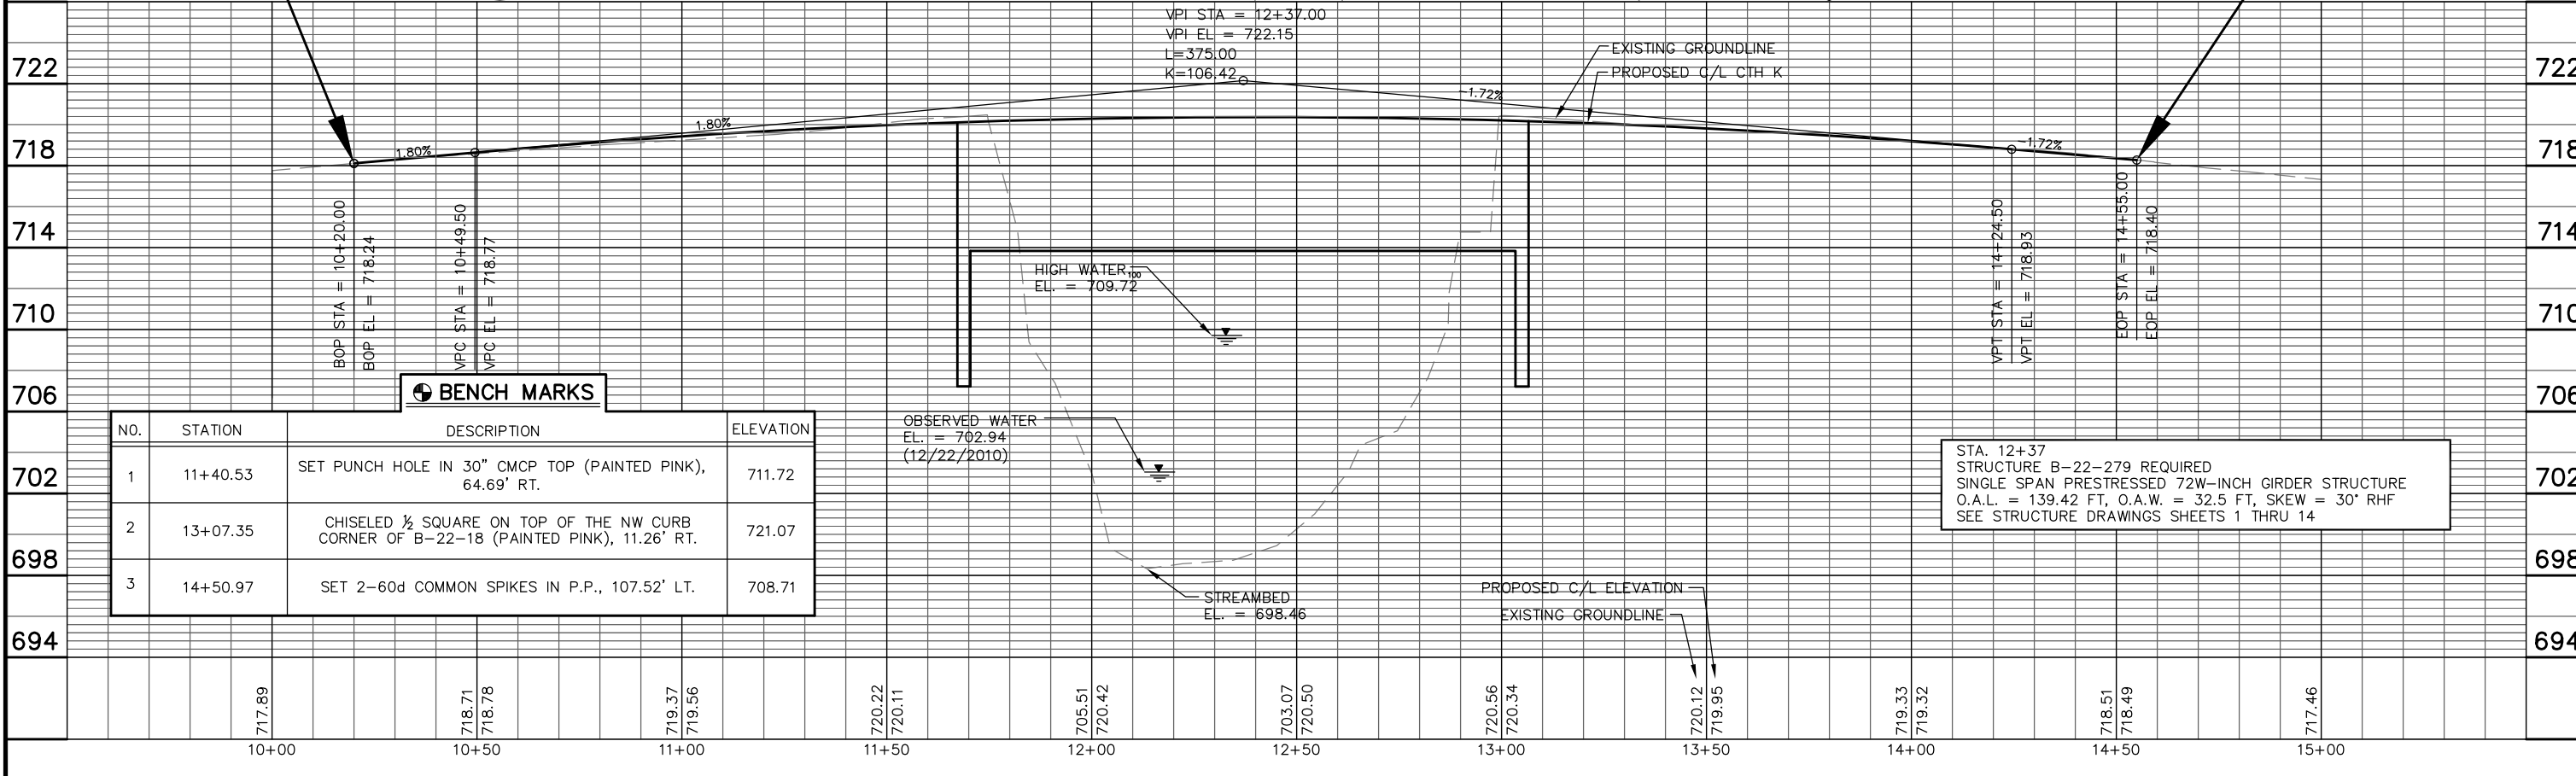 VPI STA = 12+37.00
VPI EL = 722.15
L=375.00
K=106.42
EXISTING GROUNDLINE
PROPOSED C/L CTH K
722
722
718
718
714
714
710
710
706
706
702
702
698
698
694
694
1.80%
1.80%
-1.72%
-1.72%
BOP STA = 10+20.00
BOP EL = 718.24
VPC STA = 10+49.50
VPC EL = 718.77
VPT STA = 14+24.50
VPT EL = 718.93
EOP STA = 14+55.00
EOP EL = 718.40
HIGH WATER100
EL. = 709.72
OBSERVED WATER
EL. = 702.94
(12/22/2010)
STREAMBED
EL. = 698.46
BENCH MARKS
NO. STATION DESCRIPTION ELEVATION
1 11+40.53 SET PUNCH HOLE IN 30" CMCP TOP (PAINTED PINK), 711.72
64.69' RT.
2 13+07.35 CHISELED ½ SQUARE ON TOP OF THE NW CURB 721.07
CORNER OF B-22-18 (PAINTED PINK), 11.26' RT.
3 14+50.97 SET 2-60d COMMON SPIKES IN P.P., 107.52' LT. 708.71
STA. 12+37
STRUCTURE B-22-279 REQUIRED
SINGLE SPAN PRESTRESSED 72W-INCH GIRDER STRUCTURE
O.A.L. = 139.42 FT, O.A.W. = 32.5 FT, SKEW = 30° RHF
SEE STRUCTURE DRAWINGS SHEETS 1 THRU 14
PROPOSED C/L ELEVATION
EXISTING GROUNDLINE
717.89
718.71
718.78
719.37
719.56
720.22
720.11
705.51
720.42
703.07
720.50
720.56
720.34
720.12
719.95
719.33
719.32
718.51
718.49
717.46
10+00 10+50 11+00 11+50 12+00 12+50 13+00 13+50 14+00 14+50 15+00